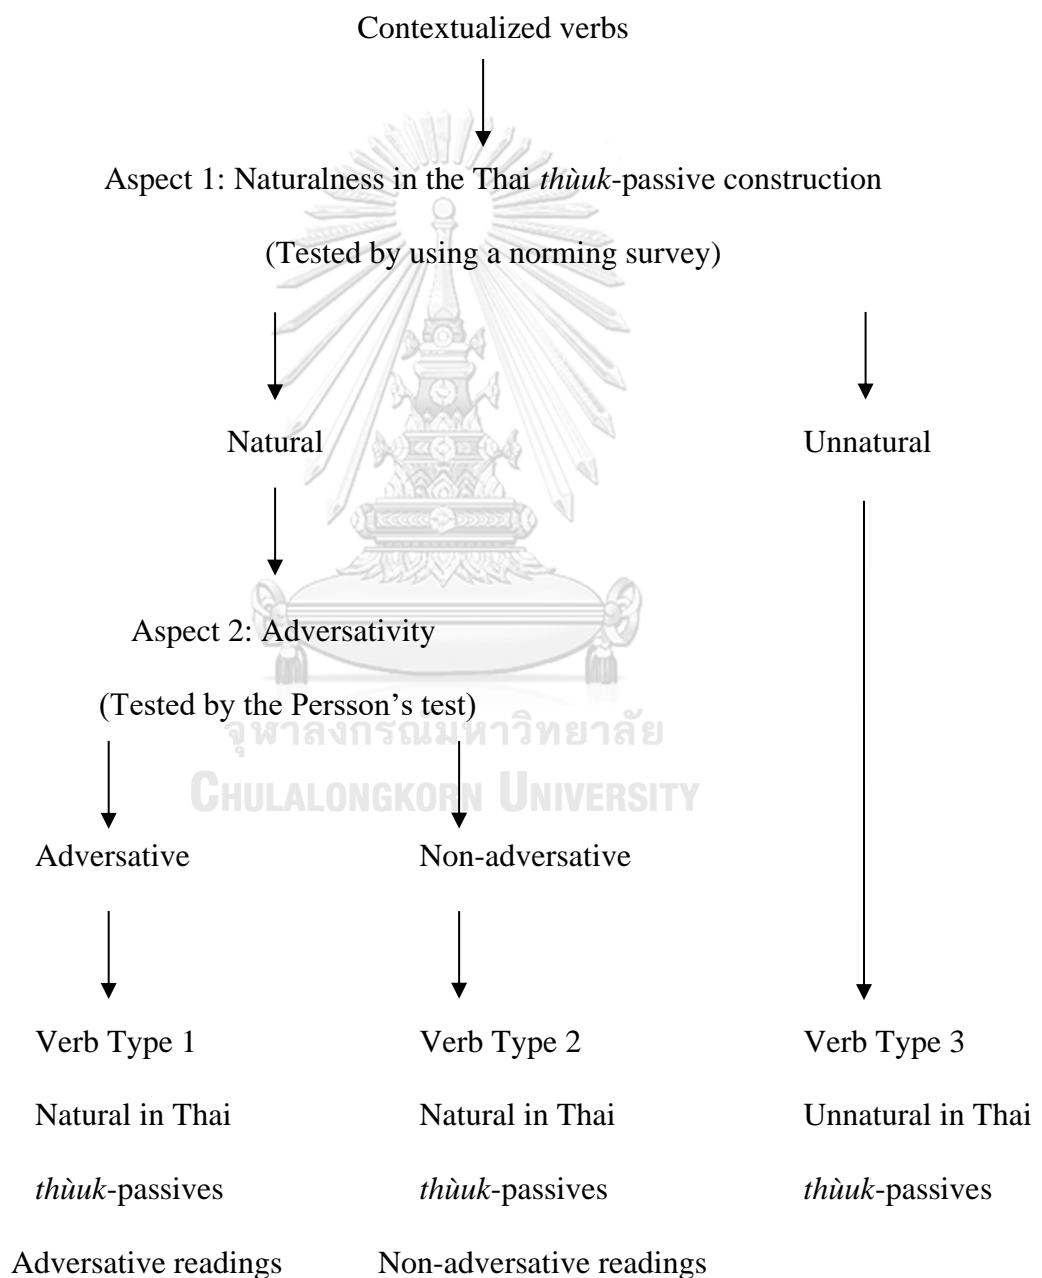 Contextualized verbs
Aspect 1: Naturalness in the Thai thùuk-passive construction
(Tested by using a norming survey)
Natural
Unnatural
Aspect 2: Adversativity
(Tested by the Persson’s test)
จุฬาลงกรณ์มหาวิทยาลัย
CHULALONGKORN UNIVERSITY
Adversative
Non-adversative
Verb Type 1
Natural in Thai
thùuk-passives
Adversative readings
Verb Type 2
Natural in Thai
thùuk-passives
Non-adversative readings
Verb Type 3
Unnatural in Thai
thùuk-passives